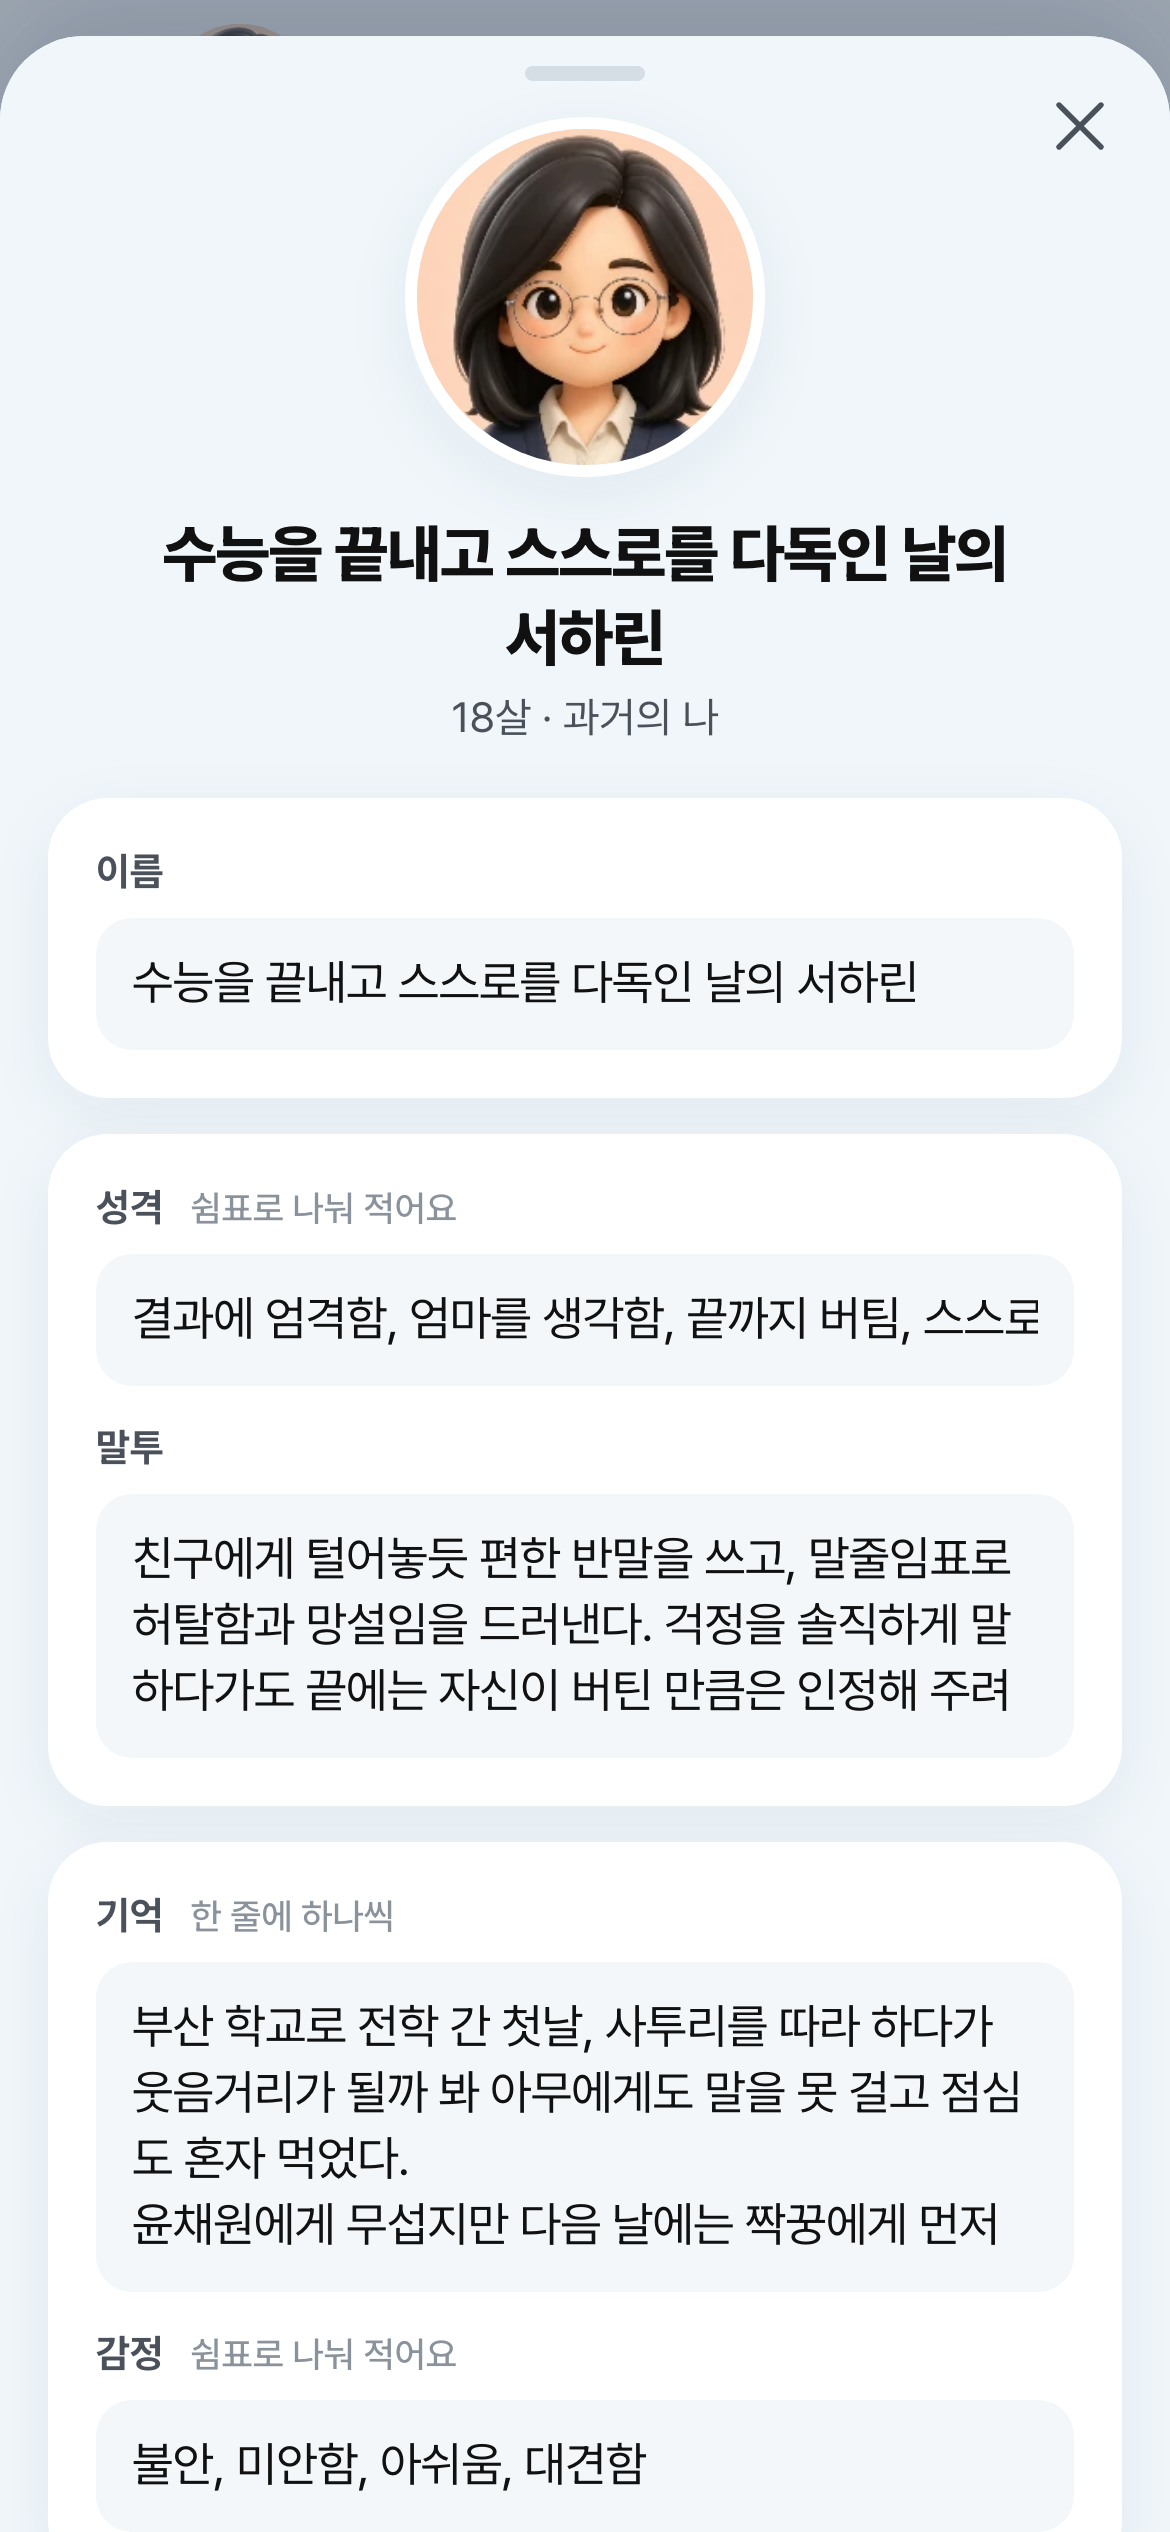 수능을 끝내고 스스로를 다독인 날의
서하린
18살 · 과거의 나
이름
수능을 끝내고 스스로를 다독인 날의 서하린
성격 쉼표로 나눠 적어요
결과에 엄격함, 엄마를 생각함, 끝까지 버팀, 스스로
말투
친구에게 털어놓듯 편한 반말을 쓰고, 말줄임표로
허탈함과 망설임을 드러낸다. 걱정을 솔직하게 말
하다가도 끝에는 자신이 버틴 만큼은 인정해 주려
기억 한 줄에 하나씩
부산 학교로 전학 간 첫날, 사투리를 따라 하다가
웃음거리가 될까 봐 아무에게도 말을 못 걸고 점심
도 혼자 먹었다.
윤채원에게 무섭지만 다음 날에는 짝꿍에게 먼저
감정 쉼표로 나눠 적어요
불안, 미안함, 아쉬움, 대견함